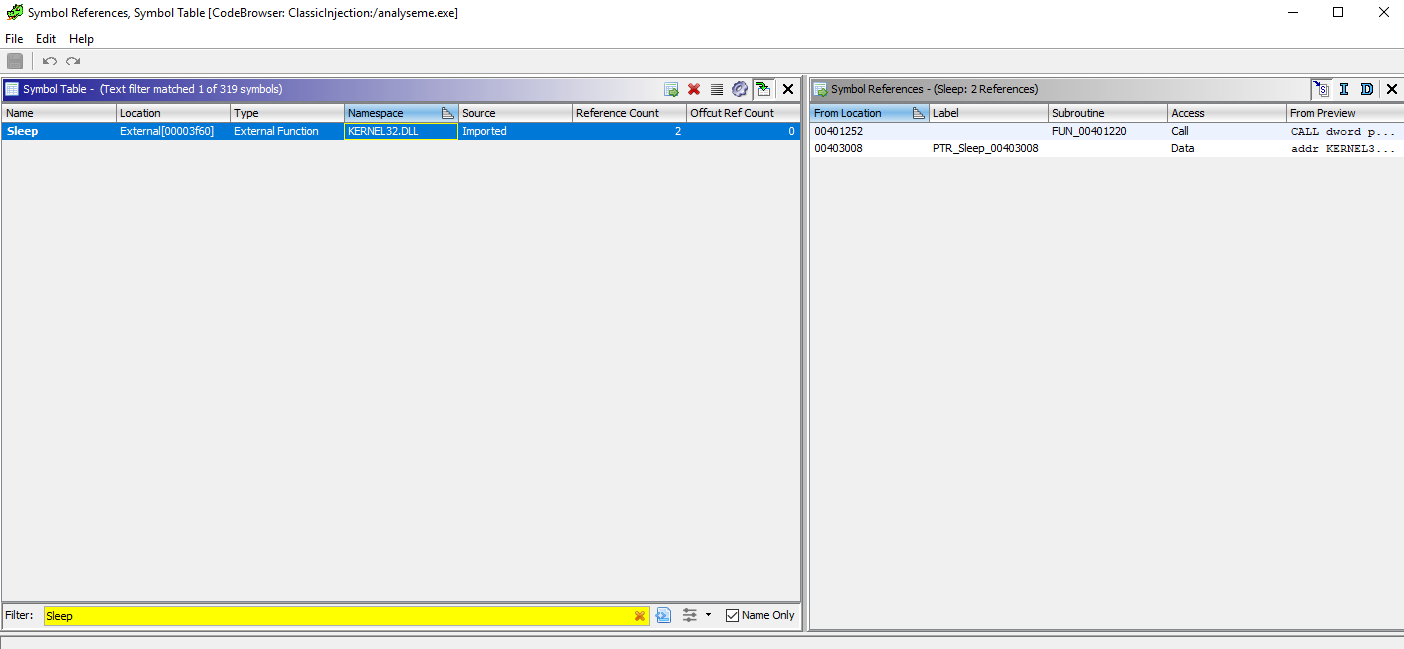 Symbol References, Symbol Table [CodeBrowser: ClassicInjection:/analyseme.exe]
File Edit Help
Symbol Table - (Text filter matched 1 of 319 symbols)
Name Location Type Namespace Source Reference Count Offcut Ref Count
Sleep External[00003f60] External Function KERNEL32.DLL Imported 2 0
Filter: Sleep Name Only
Symbol References - (Sleep: 2 References)
From Location Label Subroutine Access From Preview
00401252 FUN_00401220 Call CALL dword p...
00403008 PTR_Sleep_00403008 Data addr KERNEL3...